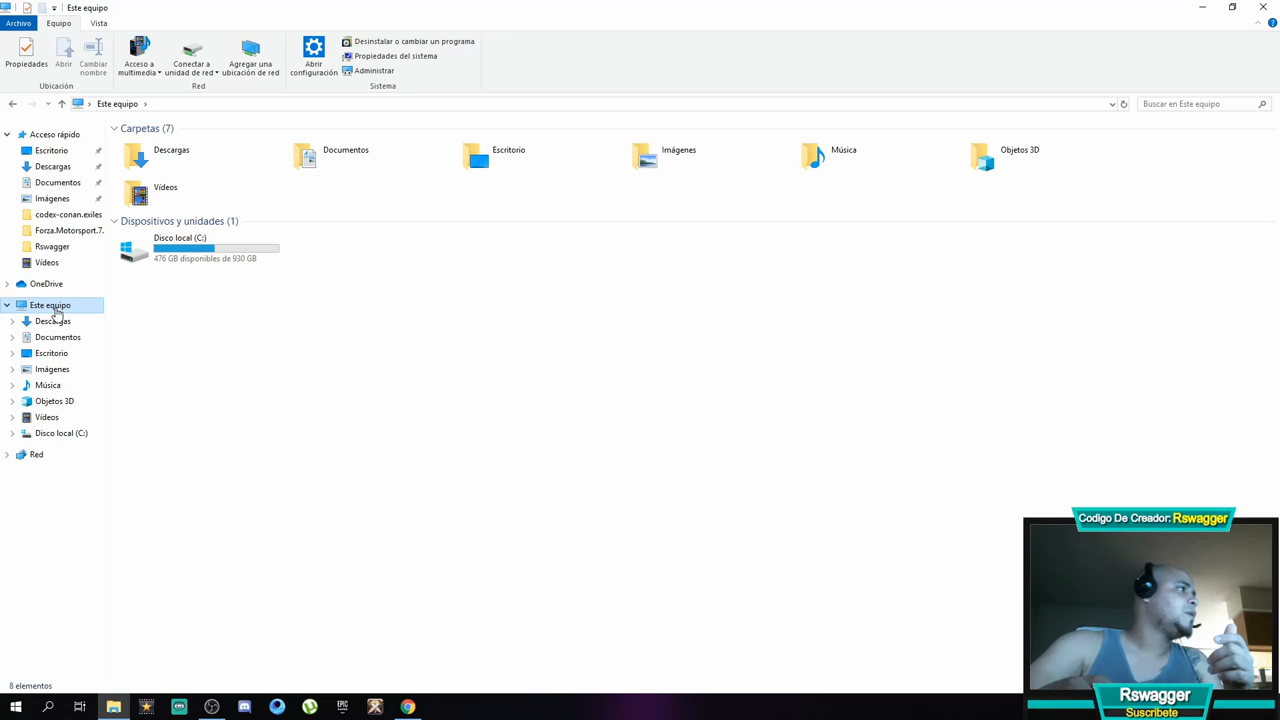 Este equipo
Archivo Equipo Vista
Propiedades
Abrir
Cambiar nombre
Ubicación
Acceso a multimedia
Conectar a unidad de red
Agregar una ubicación de red
Red
Abrir configuración
Desinstalar o cambiar un programa
Propiedades del sistema
Administrar
Sistema
Este equipo
Buscar en Este equipo
Acceso rápido
Escritorio
Descargas
Documentos
Imágenes
codex-conan.exiles
Forza.Motorsport.7.
Rswagger
Vídeos
OneDrive
Este equipo
Descargas
Documentos
Escritorio
Imágenes
Música
Objetos 3D
Vídeos
Disco local (C:)
Red
Carpetas (7)
Descargas
Documentos
Escritorio
Imágenes
Música
Objetos 3D
Vídeos
Dispositivos y unidades (1)
Disco local (C:)
476 GB disponibles de 930 GB
8 elementos
Codigo De Creador: Rswagger
Rswagger
Suscribete
EPIC